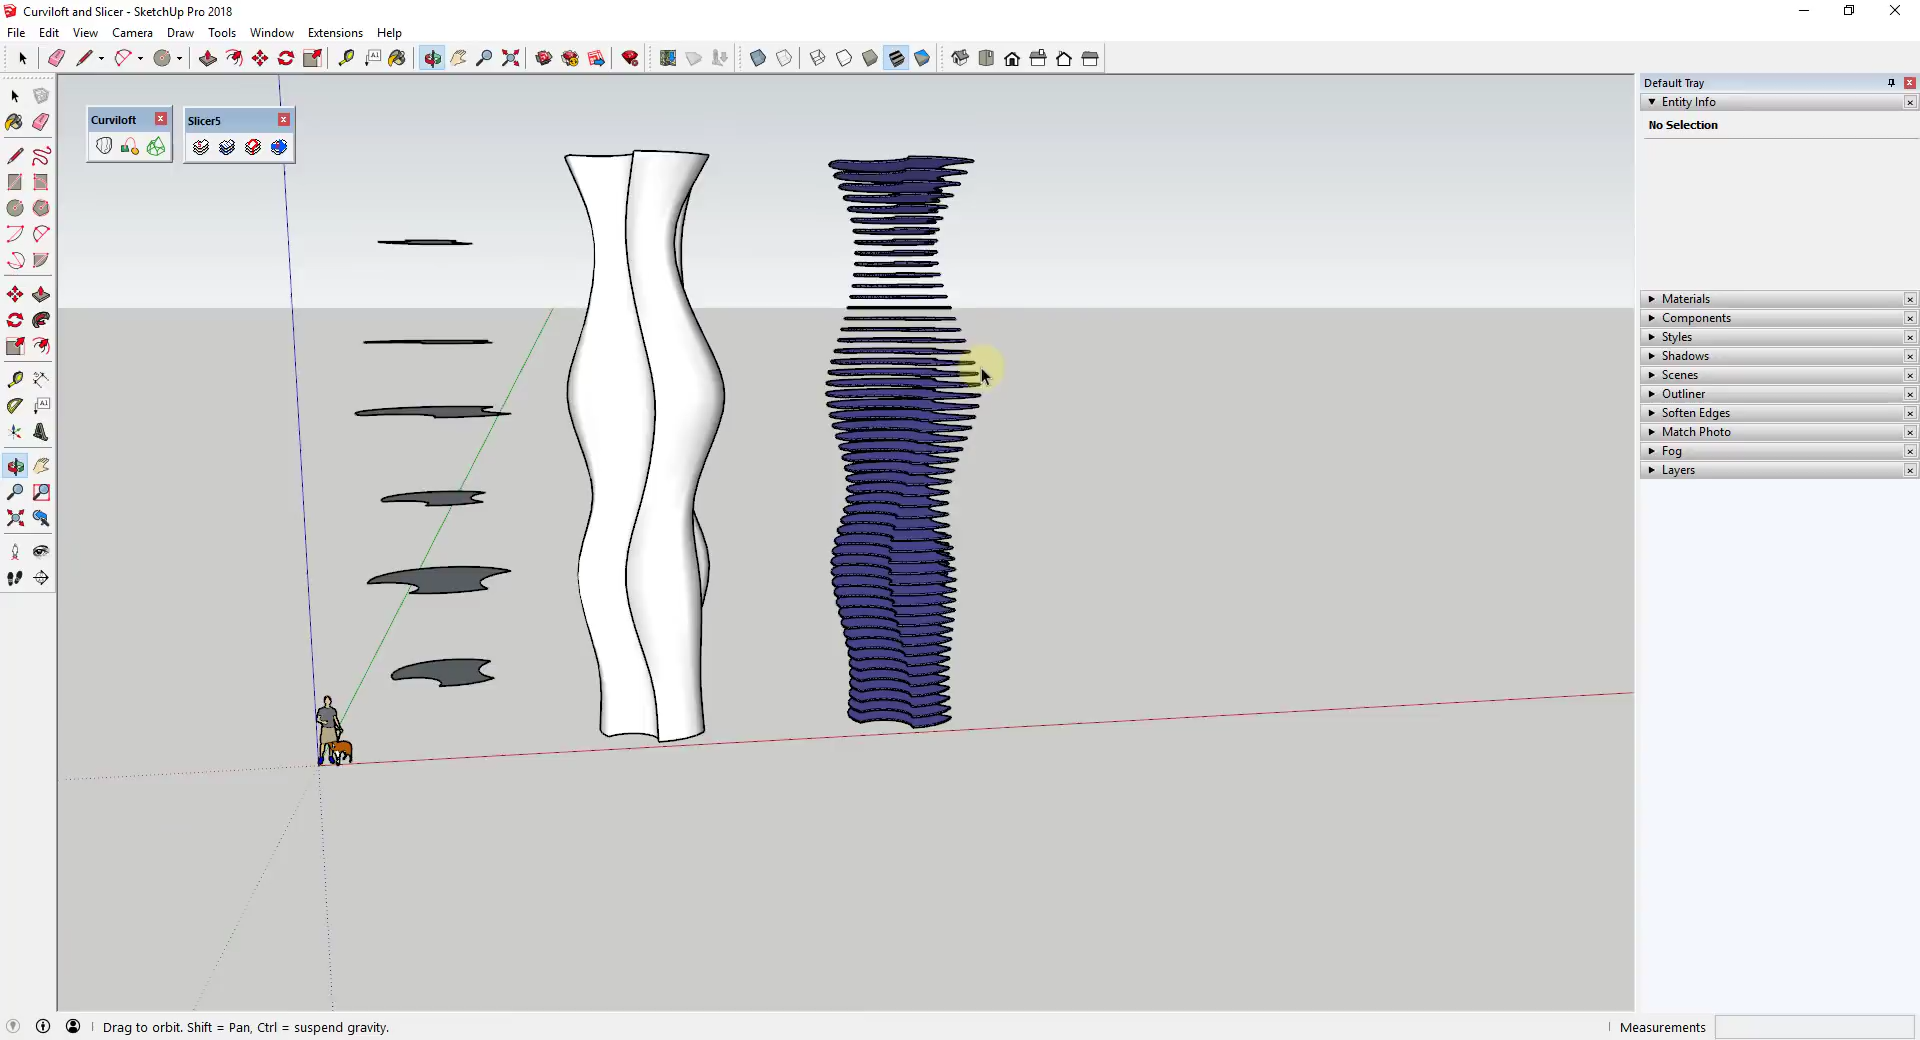 Curviloft and Slicer - SketchUp Pro 2018
File Edit View Camera Draw Tools Window Extensions Help
Default Tray
Entity Info
No Selection
Curviloft
Slicer5
Materials
Components
Styles
Shadows
Scenes
Outliner
Soften Edges
Match Photo
Fog
Layers
Drag to orbit. Shift = Pan, Ctrl = suspend gravity.
Measurements